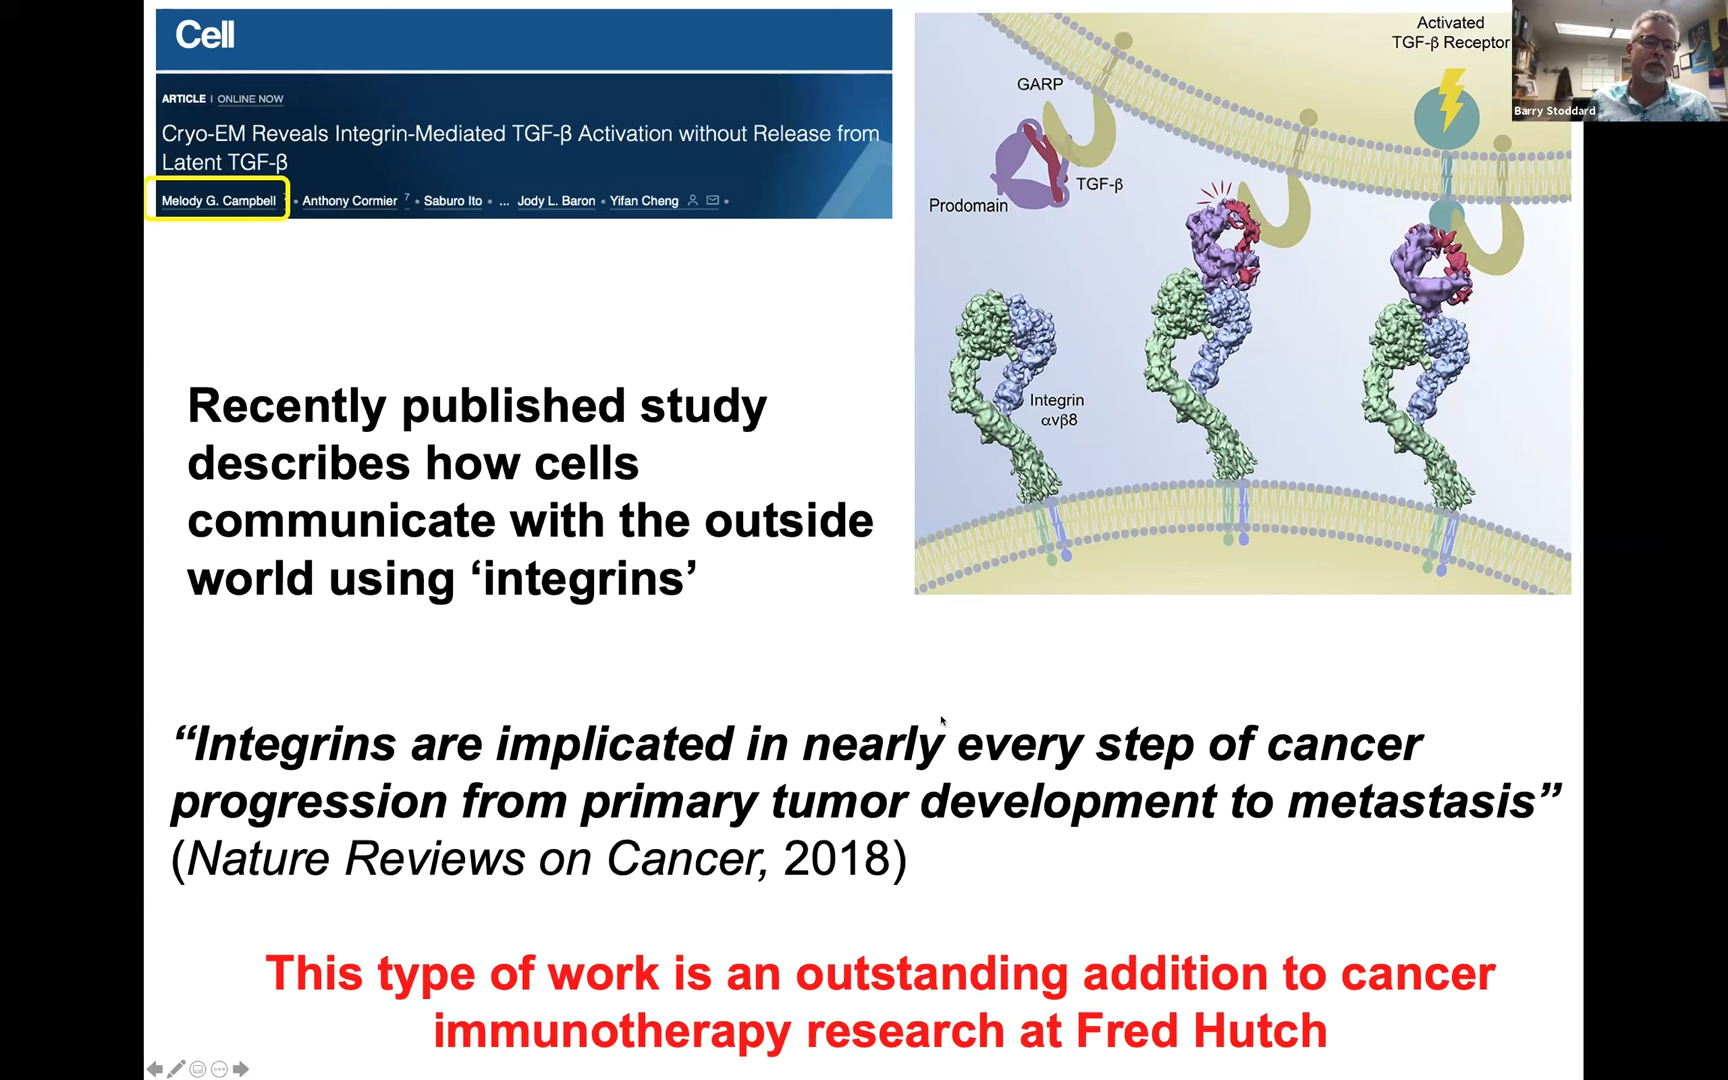 Cell
ARTICLE | ONLINE NOW
Cryo-EM Reveals Integrin-Mediated TGF-β Activation without Release from
Latent TGF-β
Melody G. Campbell • Anthony Cormier 7 • Saburo Ito • ... Jody L. Baron • Yifan Cheng •
Activated
TGF-β Receptor
GARP
TGF-β
Prodomain
Integrin
αvβ8
Barry Stoddard
Recently published study
describes how cells
communicate with the outside
world using ‘integrins’
“Integrins are implicated in nearly every step of cancer
progression from primary tumor development to metastasis”
(Nature Reviews on Cancer, 2018)
This type of work is an outstanding addition to cancer
immunotherapy research at Fred Hutch